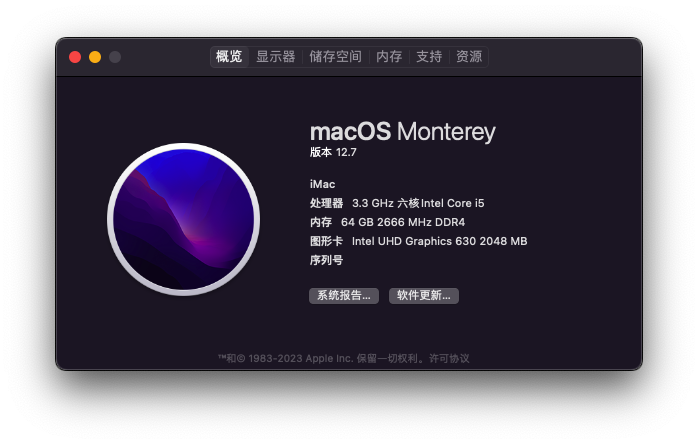 概览 显示器 储存空间 内存 支持 资源
macOS Monterey
版本 12.7
iMac
处理器 3.3 GHz 六核Intel Core i5
内存 64 GB 2666 MHz DDR4
图形卡 Intel UHD Graphics 630 2048 MB
序列号
系统报告... 软件更新...
™和© 1983-2023 Apple Inc. 保留一切权利。许可协议